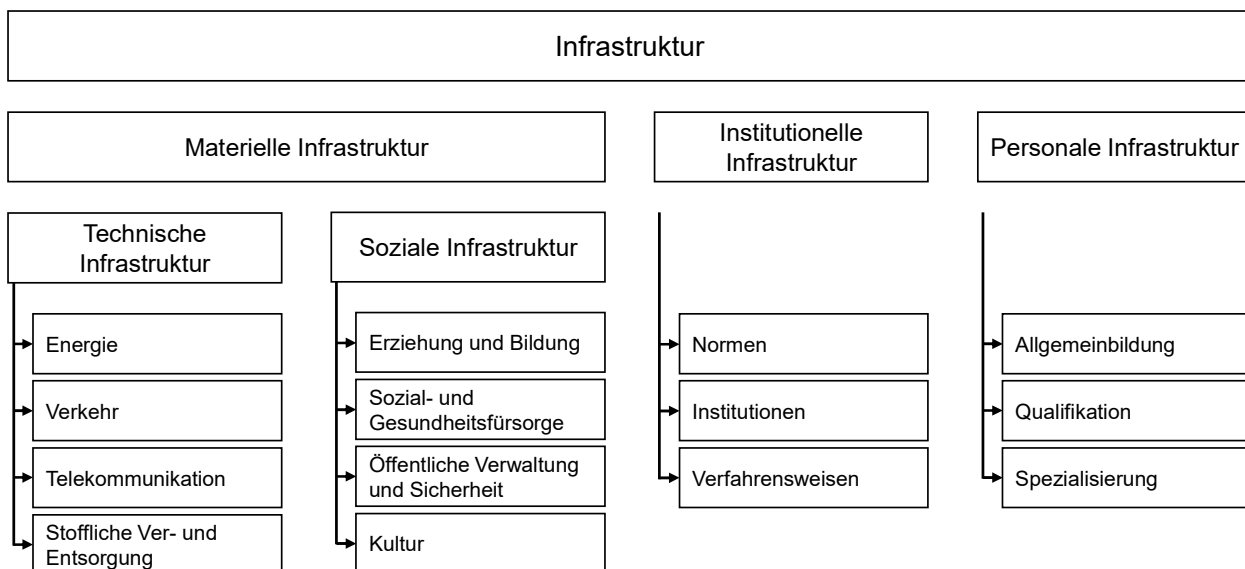 Infrastruktur
Materielle Infrastruktur
Institutionelle
Infrastruktur
Personale Infrastruktur
Technische
Infrastruktur
Soziale Infrastruktur
Energie
Verkehr
Telekommunikation
Stoffliche Ver- und
Entsorgung
Erziehung und Bildung
Sozial- und
Gesundheitsfürsorge
Öffentliche Verwaltung
und Sicherheit
Kultur
Normen
Institutionen
Verfahrensweisen
Allgemeinbildung
Qualifikation
Spezialisierung